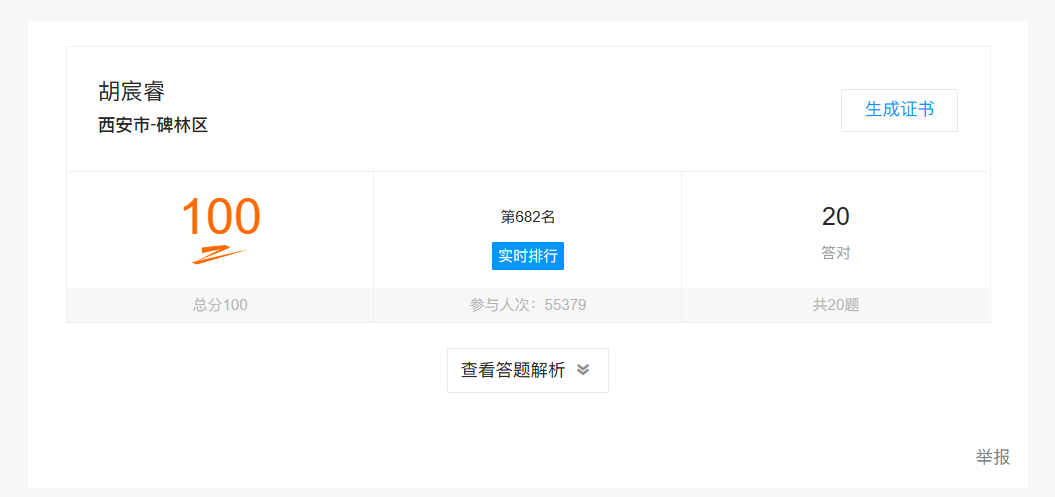 胡宸睿
西安市-碑林区
生成证书
100
第682名
实时排行
20
答对
总分100
参与人次：55379
共20题
查看答题解析
举报